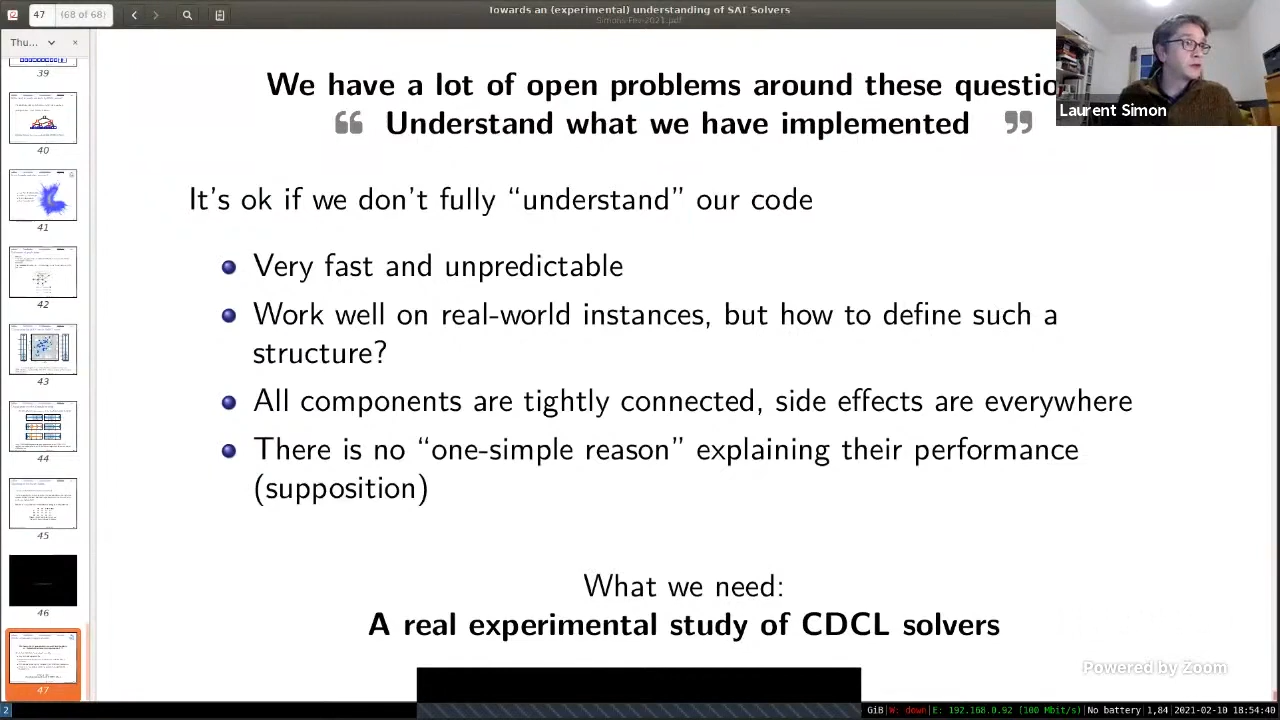 47 (68 of 68)
Towards an (experimental) understanding of SAT Solvers
Simons-Fev-2021.pdf
Thu...
39
40
41
42
43
44
45
46
47
We have a lot of open problems around these questio
“ Understand what we have implemented ”
It's ok if we don't fully “understand” our code
Very fast and unpredictable
Work well on real-world instances, but how to define such a
structure?
All components are tightly connected, side effects are everywhere
There is no “one-simple reason” explaining their performance
(supposition)
What we need:
A real experimental study of CDCL solvers
Laurent Simon
Powered by Zoom
2
GiB|W: down|E: 192.168.0.92 (100 Mbit/s)|No battery|1,84|2021-02-10 18:54:40